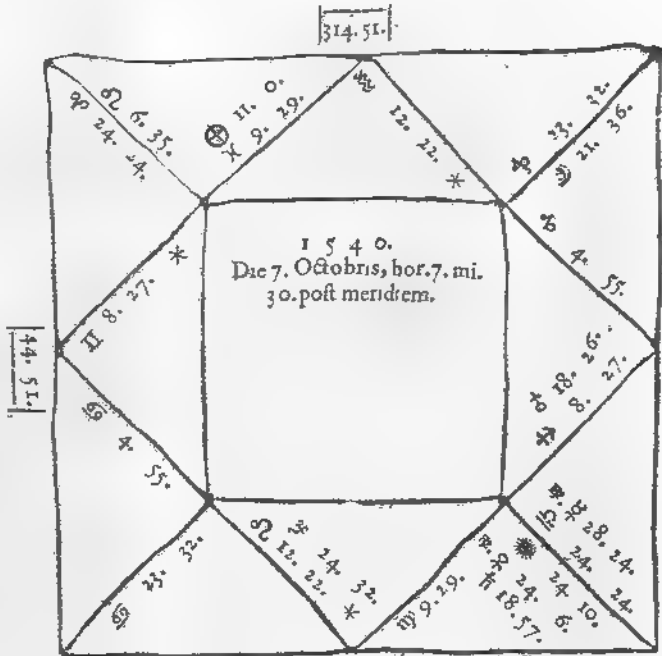 314. 51.
♌ 6. 35.
♈ 24. 24.
⊗ 11. 0.
♓ 9. 29.
♒
12. 22.
23. 32.
21. 36.
♑
4. 55.
44. 51.
♊ 8. 27.
♋ 4. 55.
♋ 23. 32.
1 5 4 0.
Die 7. Octobris, hor. 7. mi.
30. post meridiem.
♂ 18. 26.
♐ 8. 27.
♃ 24. 32.
♌ 12. 22.
♍ 9. 29.
☿ 28. 24.
♎ 24. 24.
24. 10.
♀ 24. 6.
♄ 18. 57.